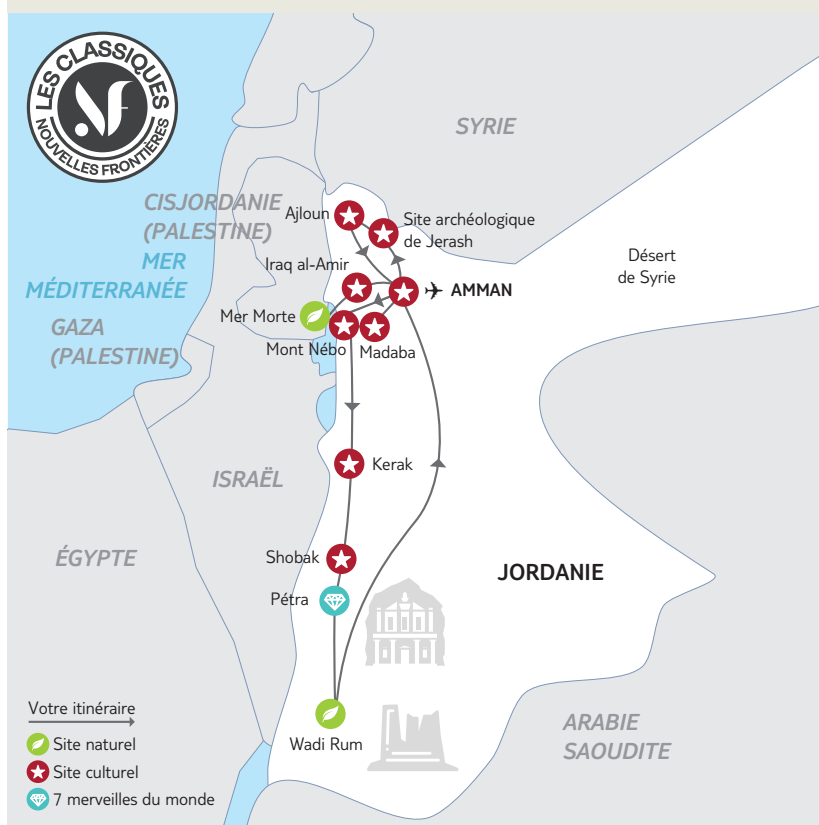 LES CLASSIQUES
NF
NOUVELLES FRONTIÈRES
SYRIE
CISJORDANIE
(PALESTINE)
Ajloun
Site archéologique
de Jerash
MER
MÉDITERRANÉE
Iraq al-Amir
Désert
de Syrie
AMMAN
Mer Morte
GAZA
(PALESTINE)
Mont Nébo
Madaba
Kerak
ISRAËL
ÉGYPTE
Shobak
JORDANIE
Pétra
Votre itinéraire
Site naturel
Site culturel
7 merveilles du monde
Wadi Rum
ARABIE
SAOUDITE